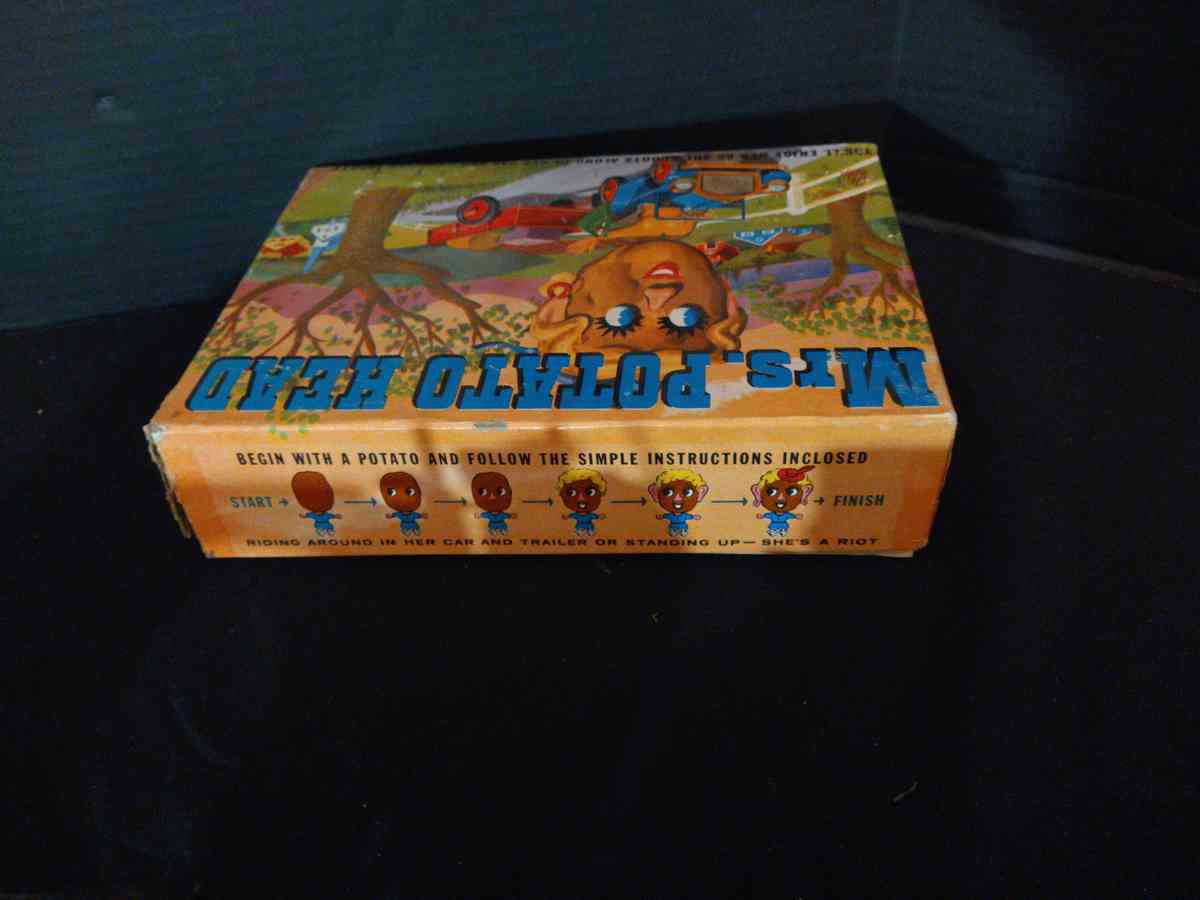 Mrs. POTATO HEAD
BEGIN WITH A POTATO AND FOLLOW THE SIMPLE INSTRUCTIONS INCLOSED
START
FINISH
RIDING AROUND IN HER CAR AND TRAILER OR STANDING UP — SHE'S A RIOT